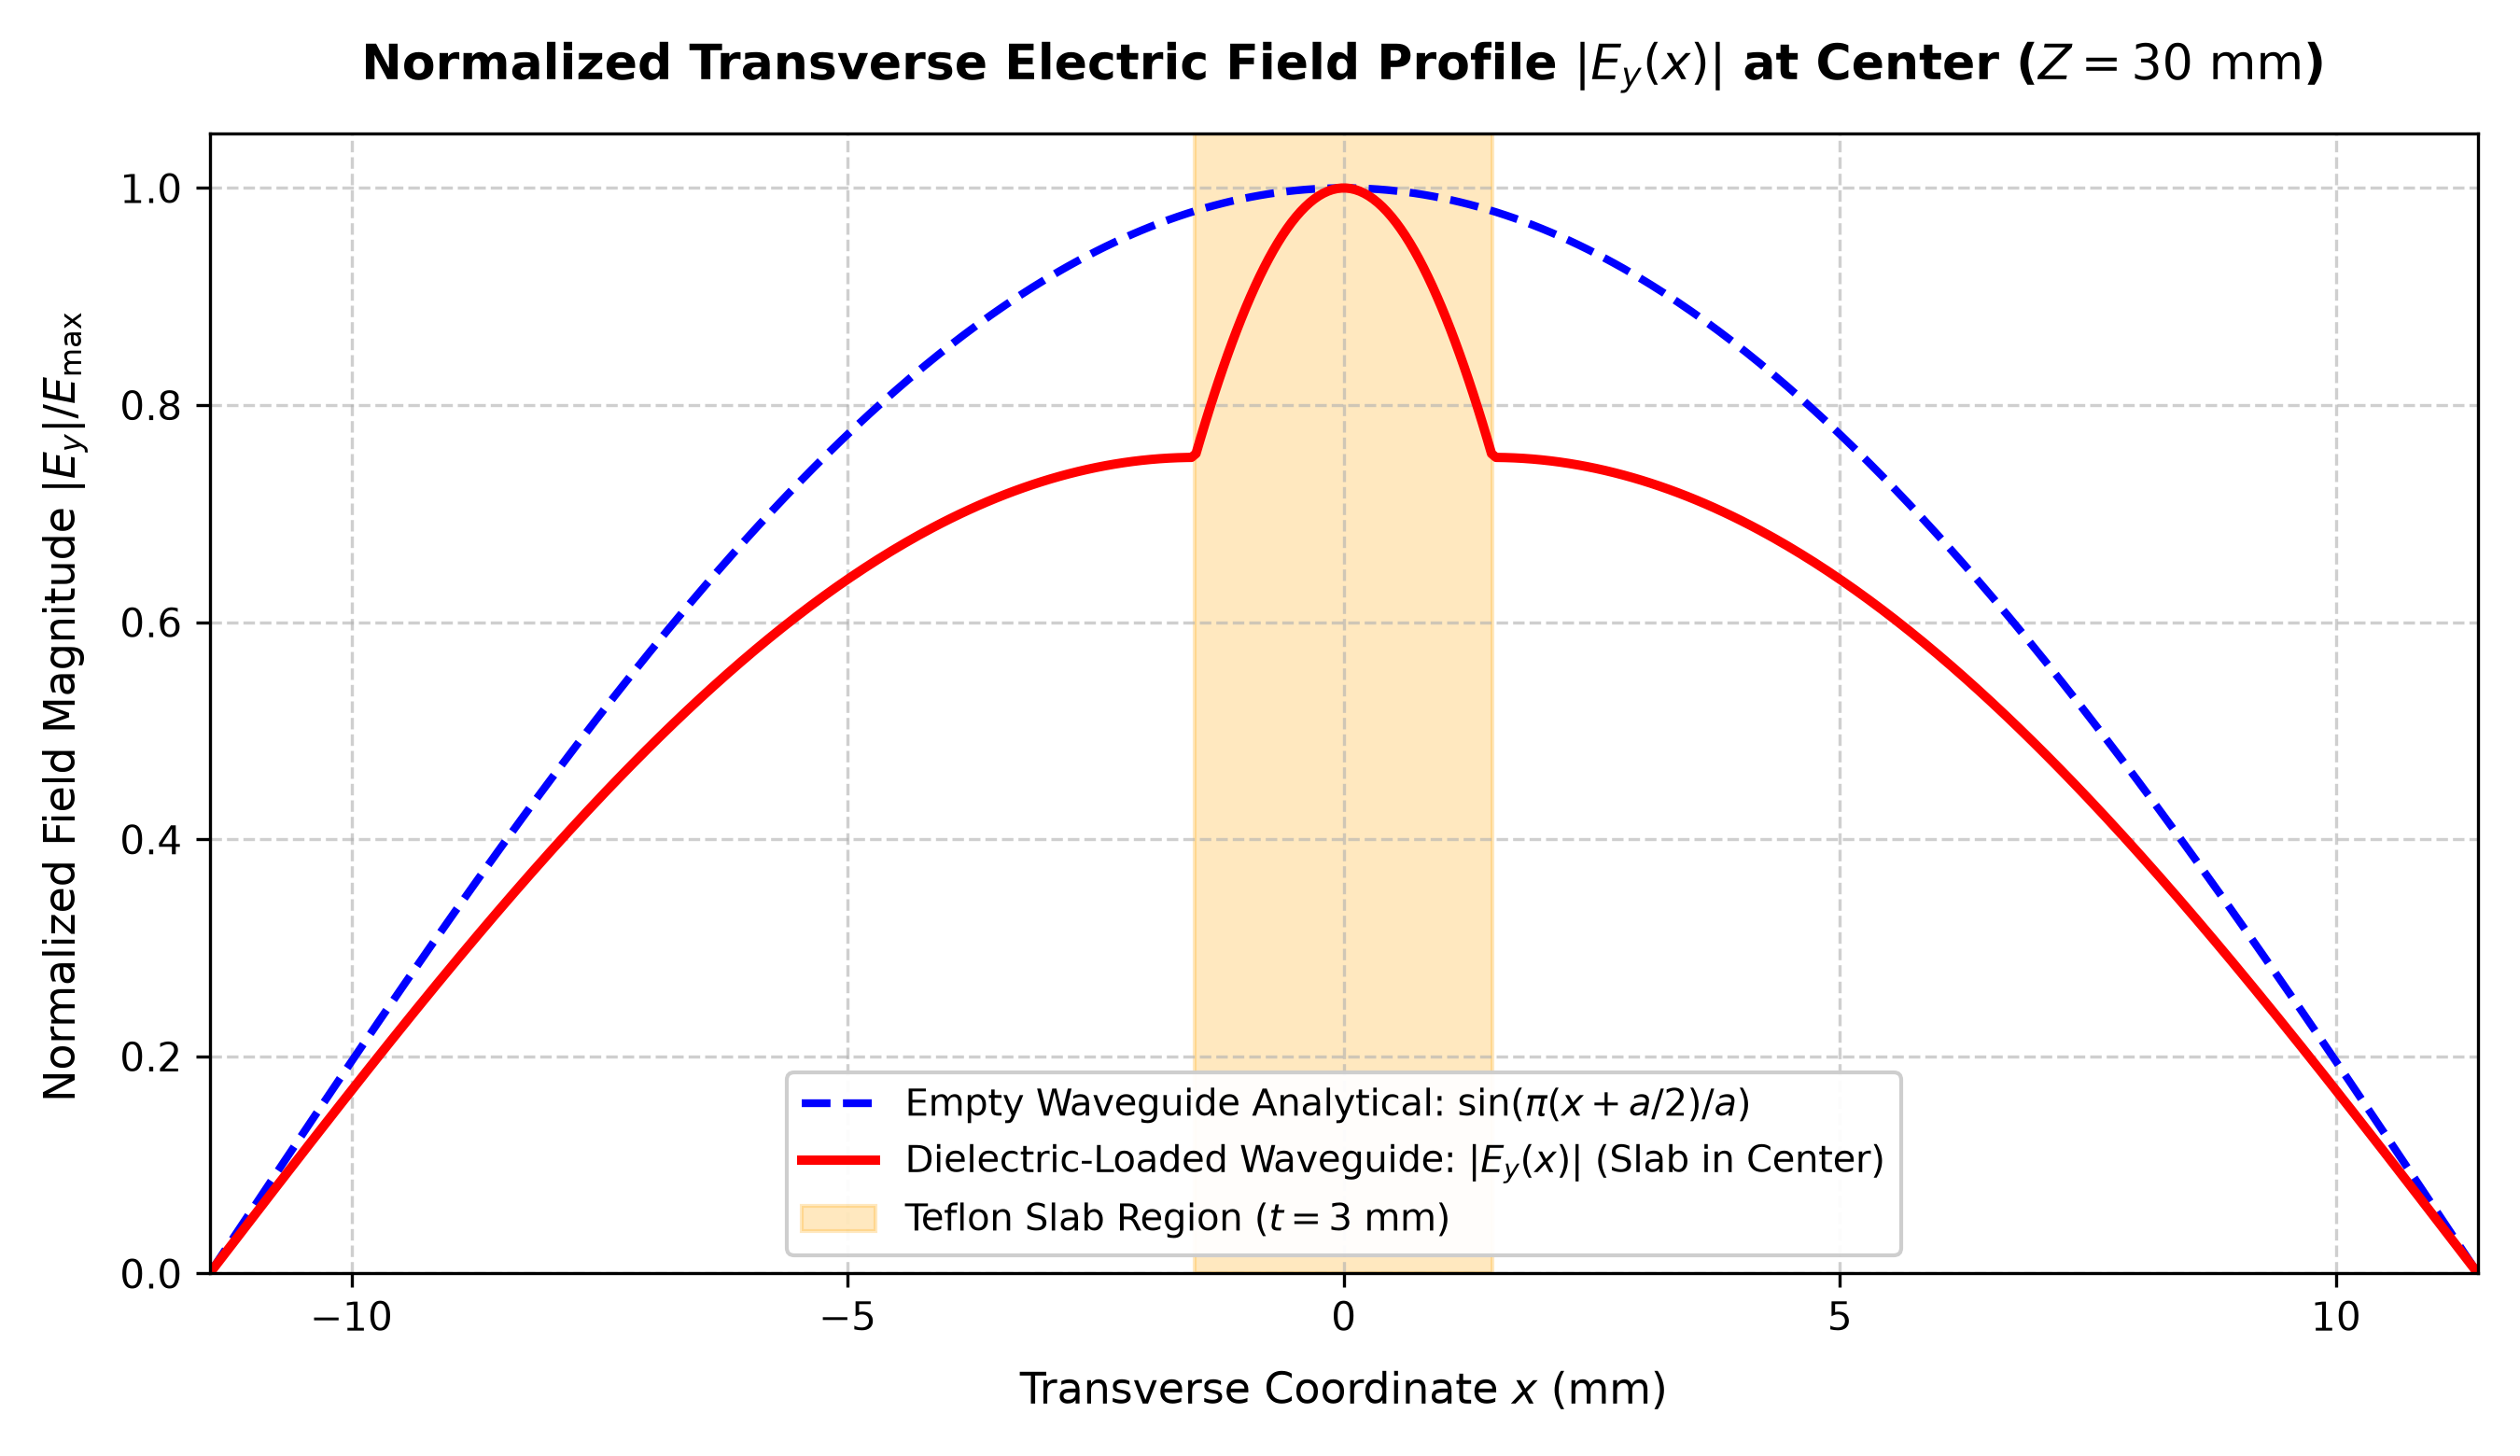 Normalized Transverse Electric Field Profile |E_y(x)| at Center (Z = 30 mm)
Normalized Field Magnitude |E_y|/E_max
1.0
0.8
0.6
0.4
0.2
0.0
Empty Waveguide Analytical: sin(π(x + a/2)/a)
Dielectric-Loaded Waveguide: |E_y(x)| (Slab in Center)
Teflon Slab Region (t = 3 mm)
−10
−5
0
5
10
Transverse Coordinate x (mm)